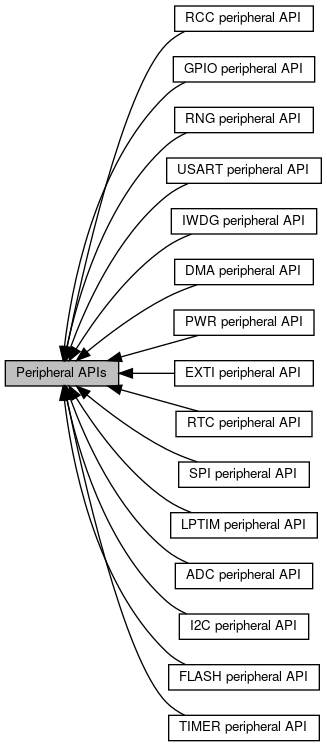 RCC peripheral API
GPIO peripheral API
RNG peripheral API
USART peripheral API
IWDG peripheral API
DMA peripheral API
PWR peripheral API
Peripheral APIs
EXTI peripheral API
RTC peripheral API
SPI peripheral API
LPTIM peripheral API
ADC peripheral API
I2C peripheral API
FLASH peripheral API
TIMER peripheral API